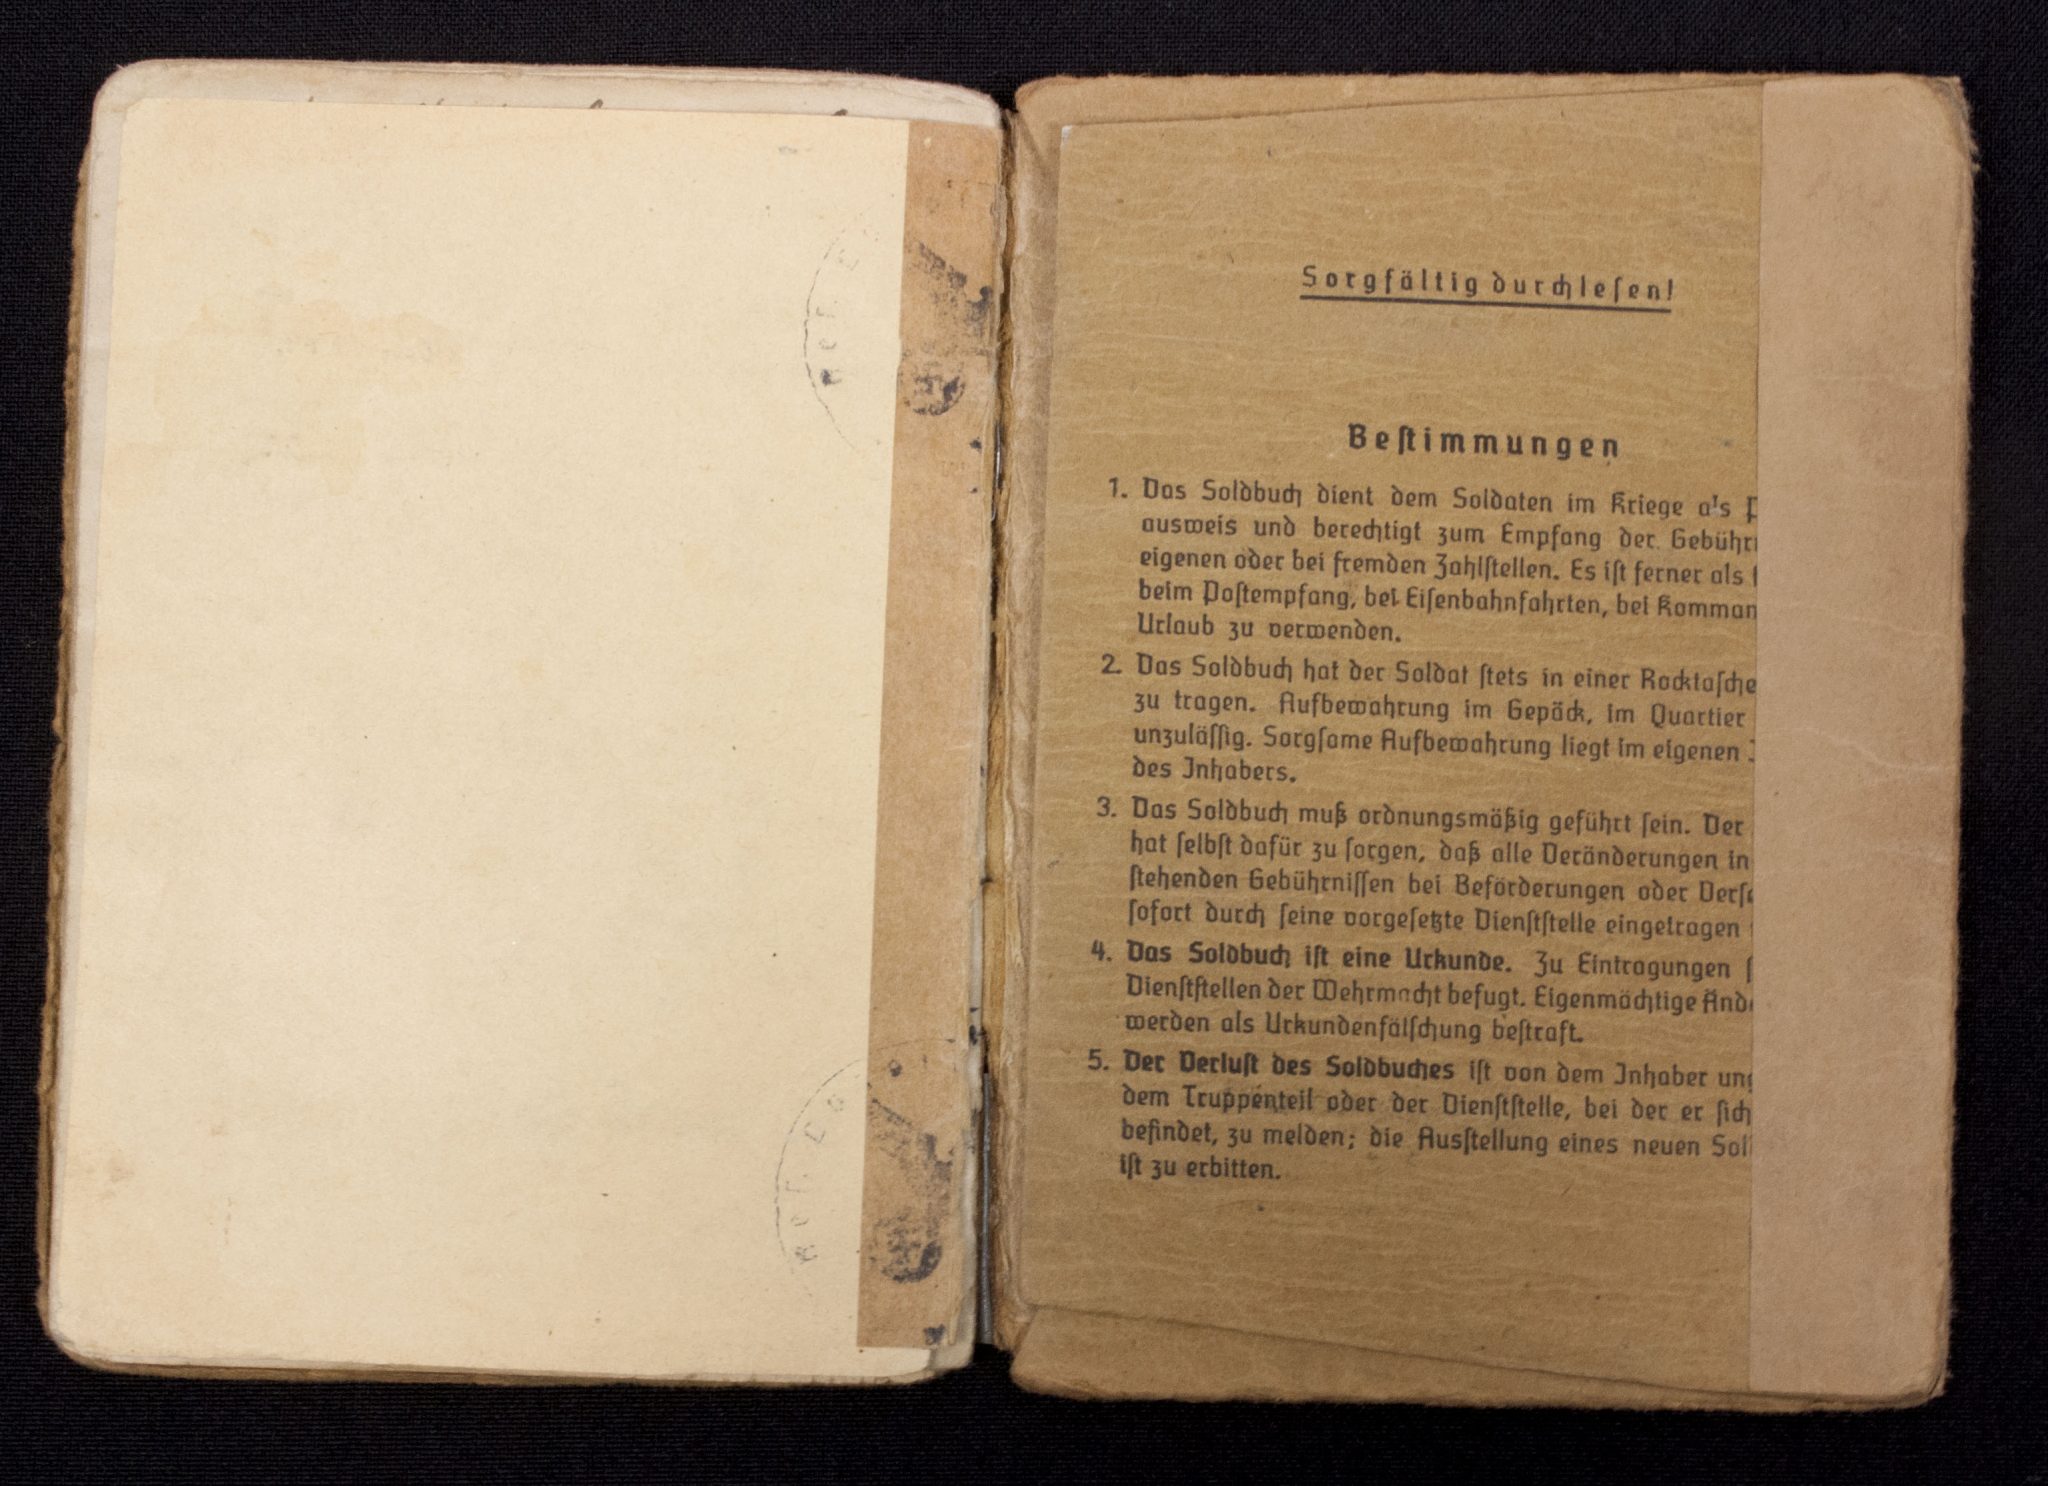 Sorgfältig durchlesen!
Bestimmungen
1. Das Soldbuch dient dem Soldaten im Kriege als
ausweis und berechtigt zum Empfang der
eigenen oder bei fremden Zahlstellen. Es ist ferner als
beim Postempfang, bei Eisenbahnfahrten, bei
Urlaub zu verwenden.
2. Das Soldbuch hat der Soldat stets in einer Rocktasche
zu tragen. Aufbewahrung im Gepäck, im Quartier
unzulässig. Sorgsame Aufbewahrung liegt im eigenen
des Inhabers.
3. Das Soldbuch muß ordnungsmäßig geführt sein. Der
hat selbst dafür zu sorgen, daß alle Veränderungen in
stehenden Gebührnissen bei Beförderungen oder
sofort durch seine vorgesetzte Dienststelle eingetragen
4. Das Soldbuch ist eine Urkunde. Zu Eintragungen
Dienststellen der Wehrmacht befugt. Eigenmächtige
werden als Urkundenfälschung bestraft.
5. Der Verlust des Soldbuches ist von dem Inhaber
dem Truppenteil oder der Dienststelle, bei der er sich
befindet, zu melden; die Ausstellung eines neuen
ist zu erbitten.